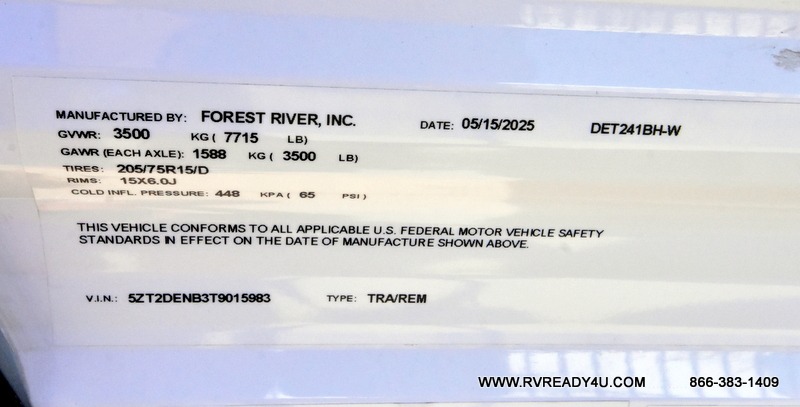 MANUFACTURED BY: FOREST RIVER, INC. DATE: 05/15/2025 DET241BH-W
GVWR: 3500 KG ( 7715 LB)
GAWR (EACH AXLE): 1588 KG ( 3500 LB)
TIRES: 205/75R15/D
RIMS: 15X6.0J
COLD INFL. PRESSURE: 448 KPA ( 65 PSI )
THIS VEHICLE CONFORMS TO ALL APPLICABLE U.S. FEDERAL MOTOR VEHICLE SAFETY
STANDARDS IN EFFECT ON THE DATE OF MANUFACTURE SHOWN ABOVE.
V.I.N.: 5ZT2DENB3T9015983 TYPE: TRA/REM
WWW.RVREADY4U.COM 866-383-1409